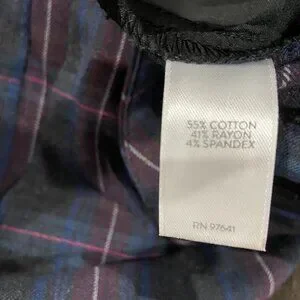 55% COTTON
41% RAYON
4% SPANDEX
RN 97641